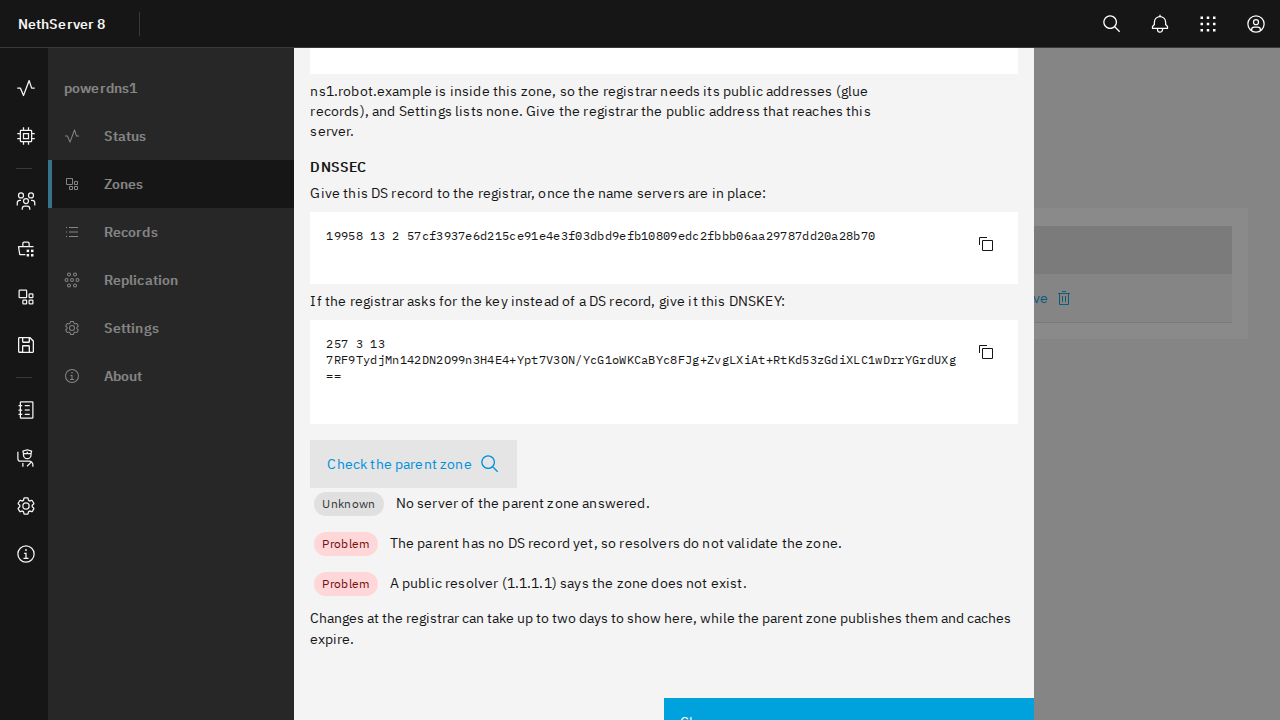 NethServer 8
powerdns1
Status
Zones
Records
Replication
Settings
About
ns1.robot.example is inside this zone, so the registrar needs its public addresses (glue
records), and Settings lists none. Give the registrar the public address that reaches this
server.
DNSSEC
Give this DS record to the registrar, once the name servers are in place:
19958 13 2 57cf3937e6d215ce91e4e3f03dbd9efb10809edc2fbbb06aa29787dd20a28b70
If the registrar asks for the key instead of a DS record, give it this DNSKEY:
257 3 13
7RF9TydjMn142DN2O99n3H4E4+Ypt7V3ON/YcG1oWKCaBYc8FJg+ZvgLXiAt+RtKd53zGdiXLC1wDrrYGrdUXg
==
Check the parent zone
Unknown No server of the parent zone answered.
Problem The parent has no DS record yet, so resolvers do not validate the zone.
Problem A public resolver (1.1.1.1) says the zone does not exist.
Changes at the registrar can take up to two days to show here, while the parent zone publishes them and caches
expire.